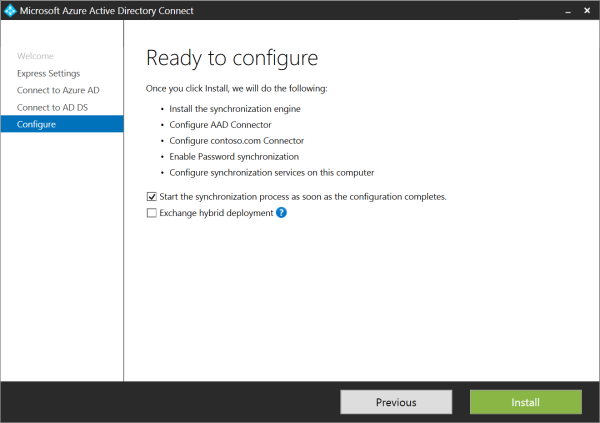 Microsoft Azure Active Directory Connect
Welcome
Express Settings
Connect to Azure AD
Connect to AD DS
Configure
Ready to configure
Once you click Install, we will do the following:
• Install the synchronization engine
• Configure AAD Connector
• Configure contoso.com Connector
• Enable Password synchronization
• Configure synchronization services on this computer
Start the synchronization process as soon as the configuration completes.
Exchange hybrid deployment ?
Previous
Install